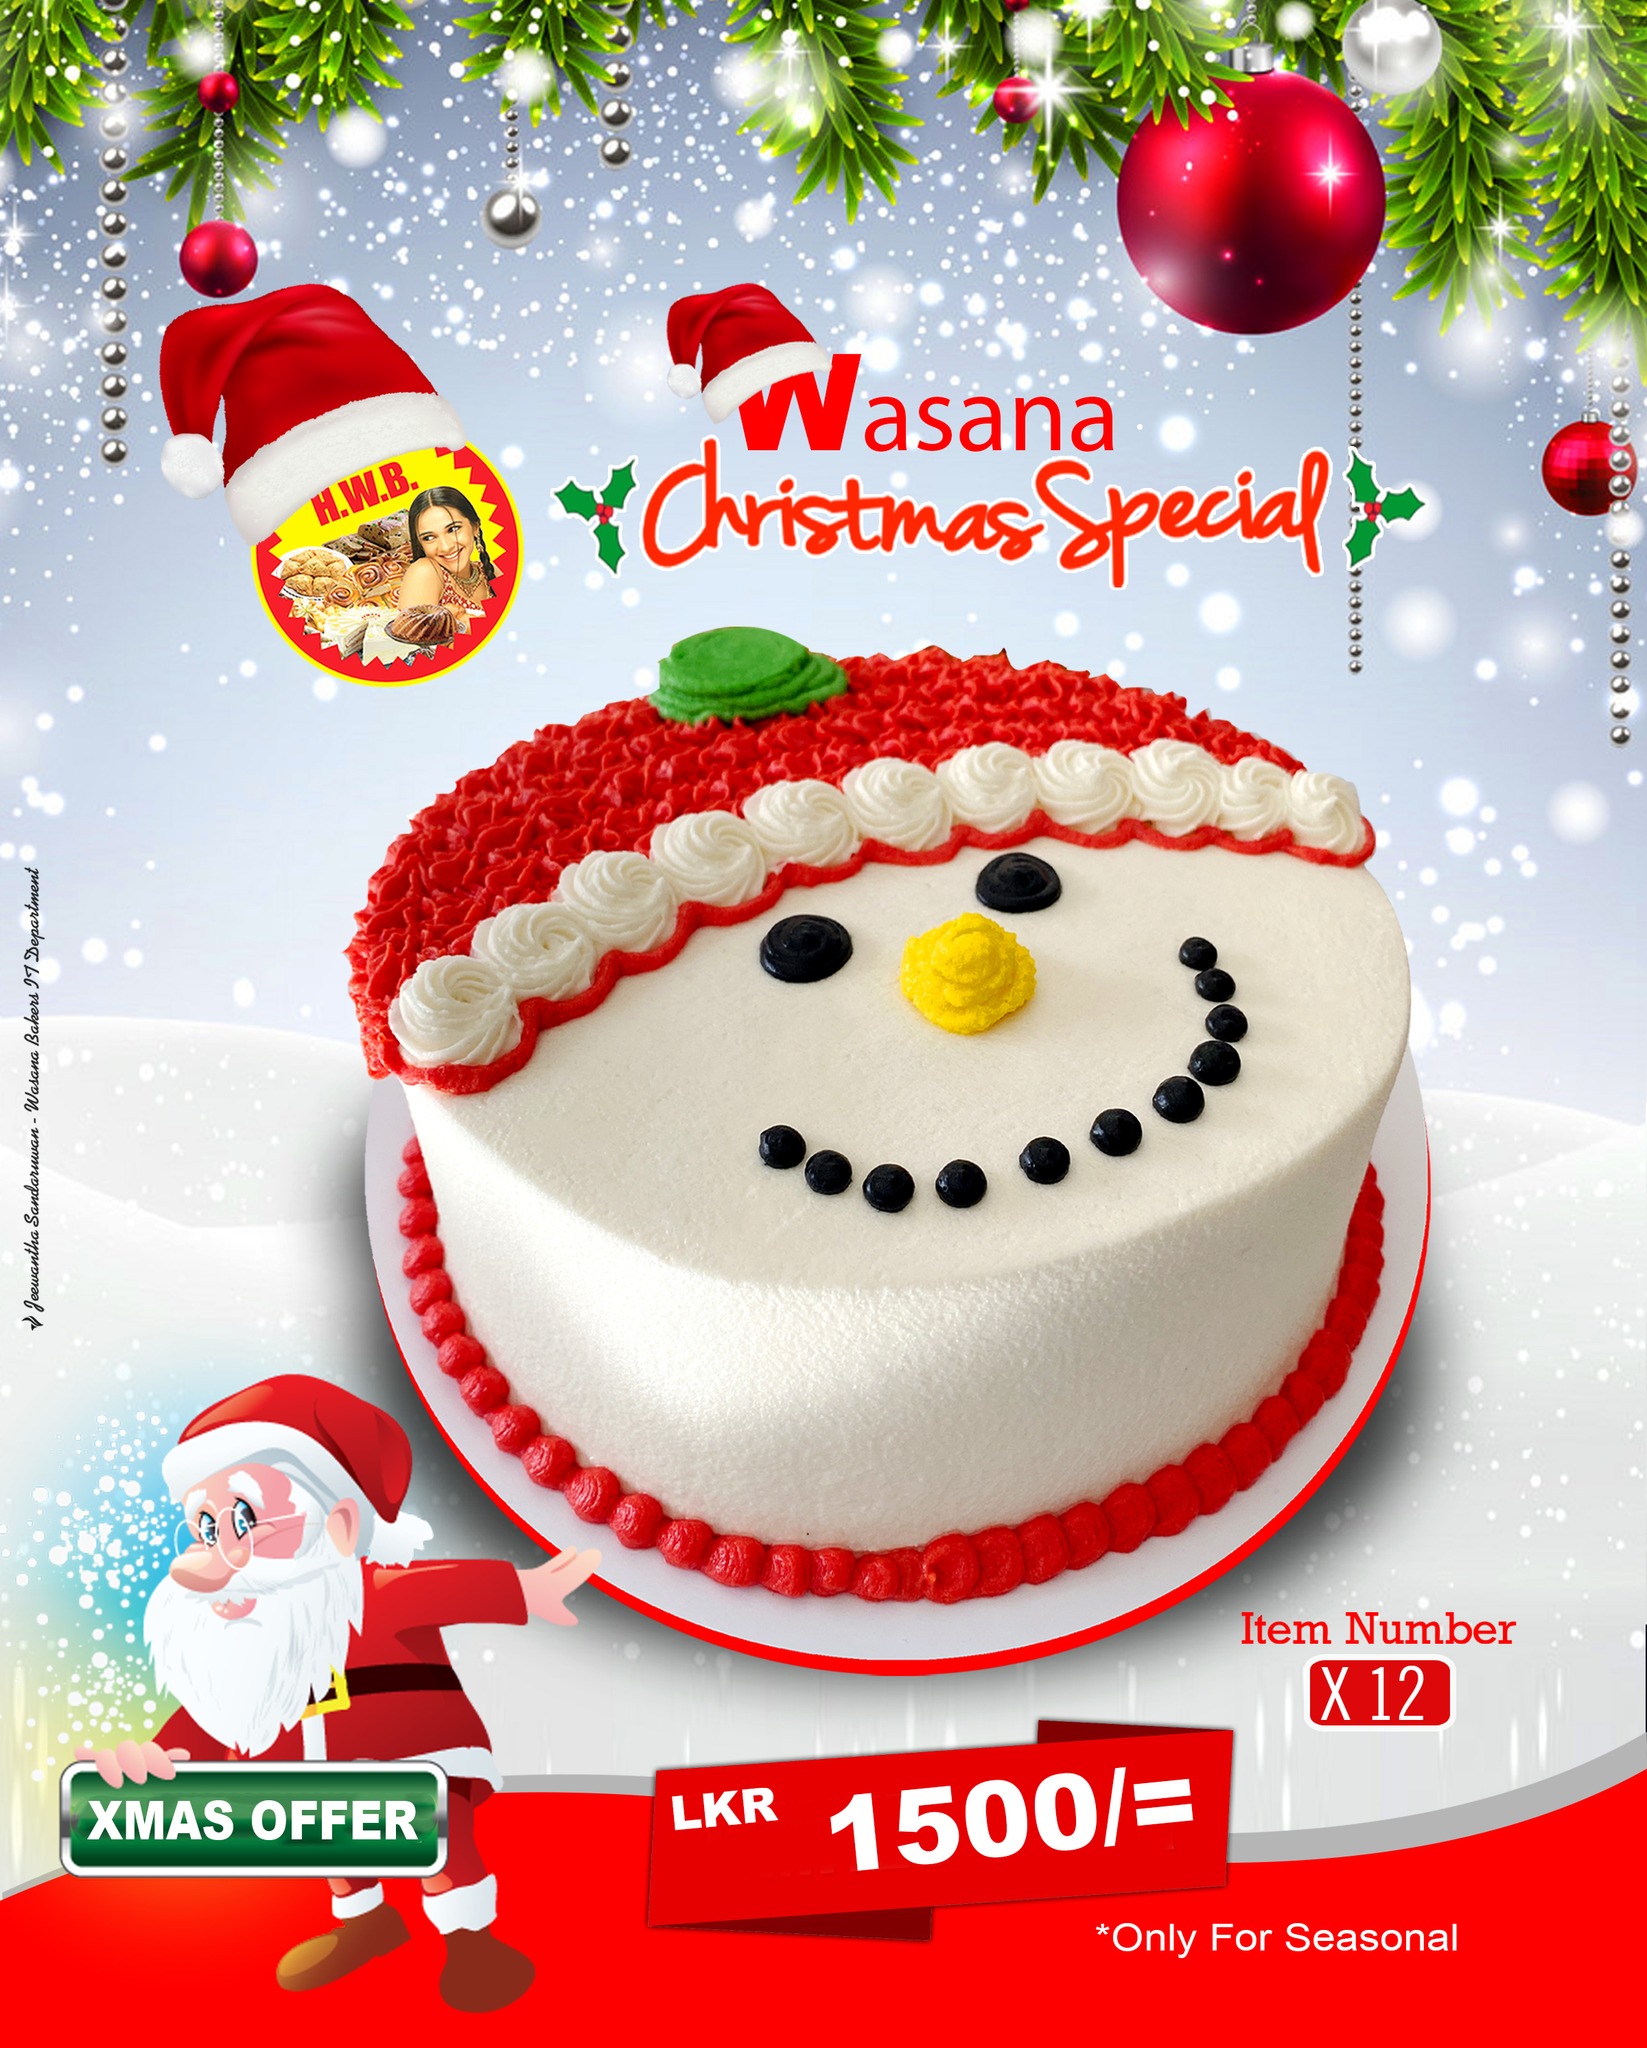 H.W.B.
Wasana
Christmas Special
Jeewantha Sandaruwan - Wasana Bakers IT Department
Item Number
X 12
XMAS OFFER
LKR 1500/=
*Only For Seasonal